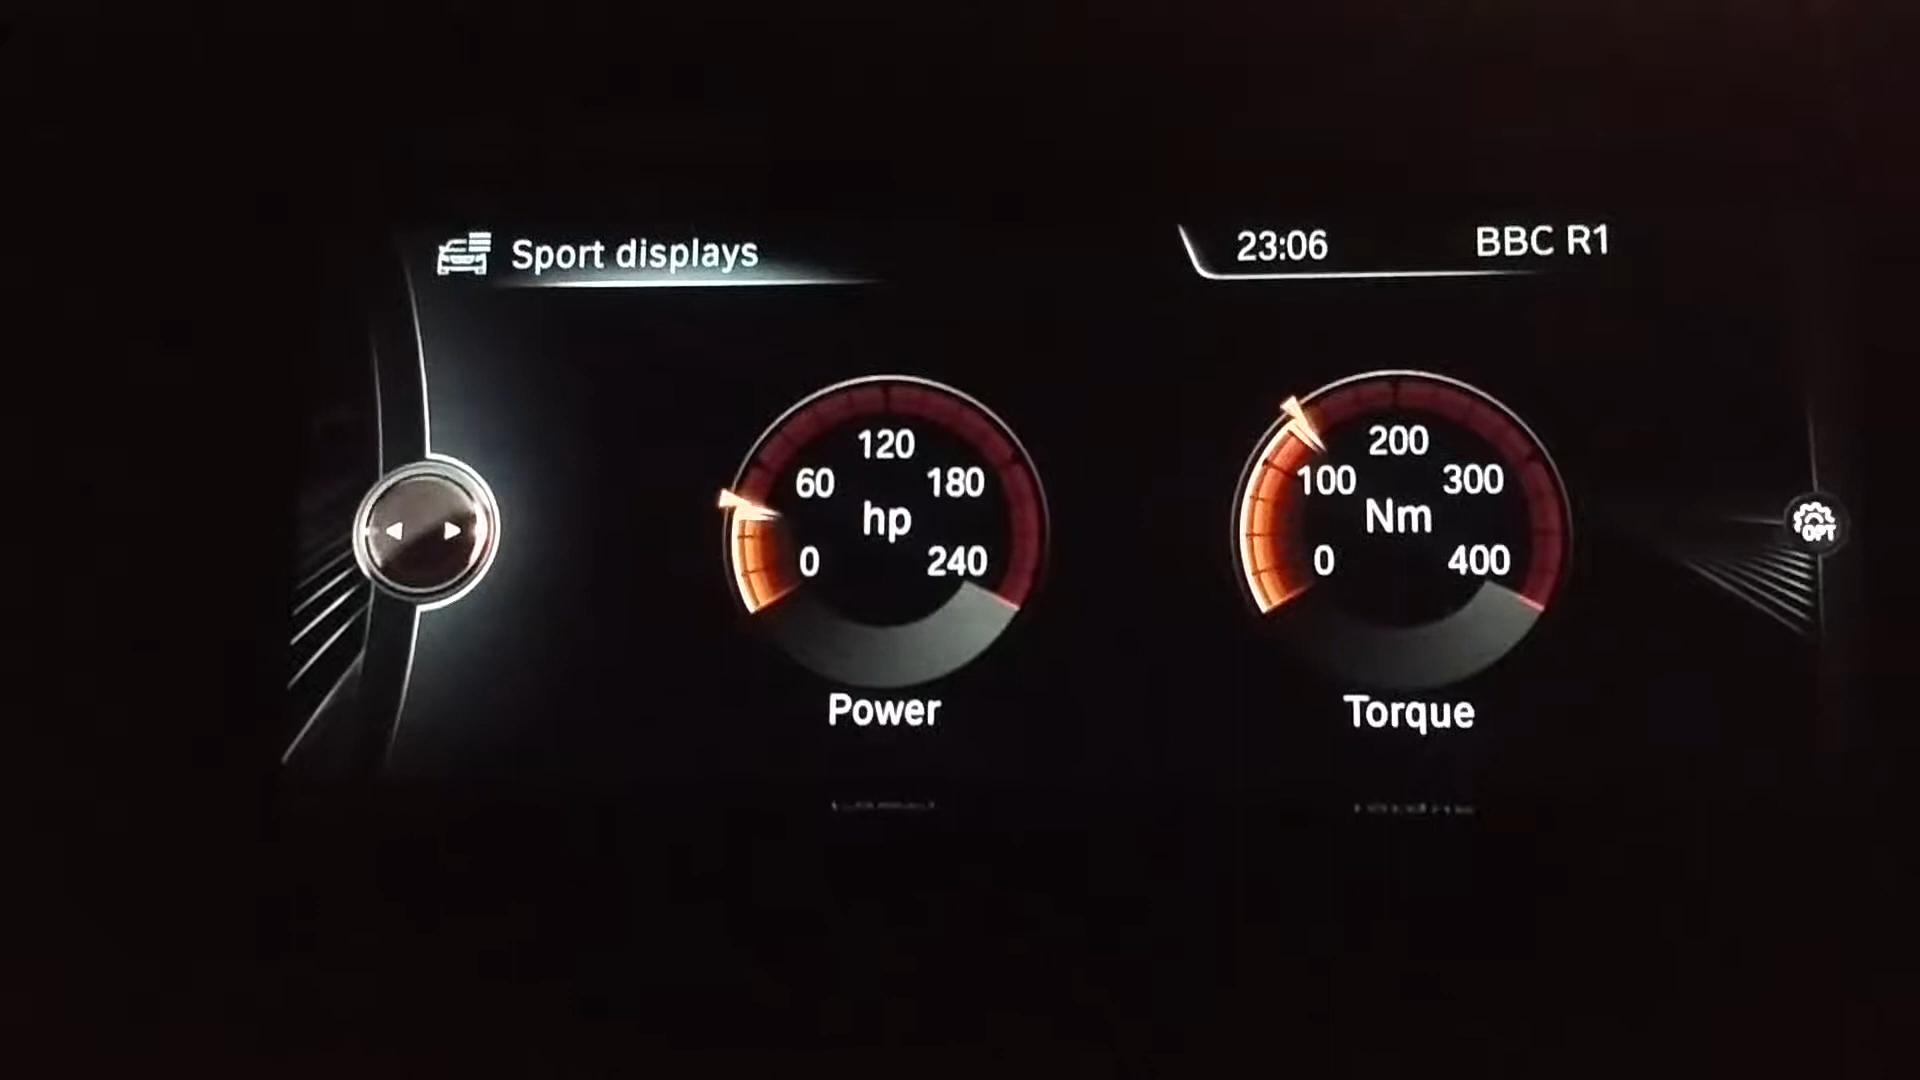 Sport displays
23:06 BBC R1
120
60 180
hp
0 240
Power
200
100 300
Nm
0 400
Torque
OPT